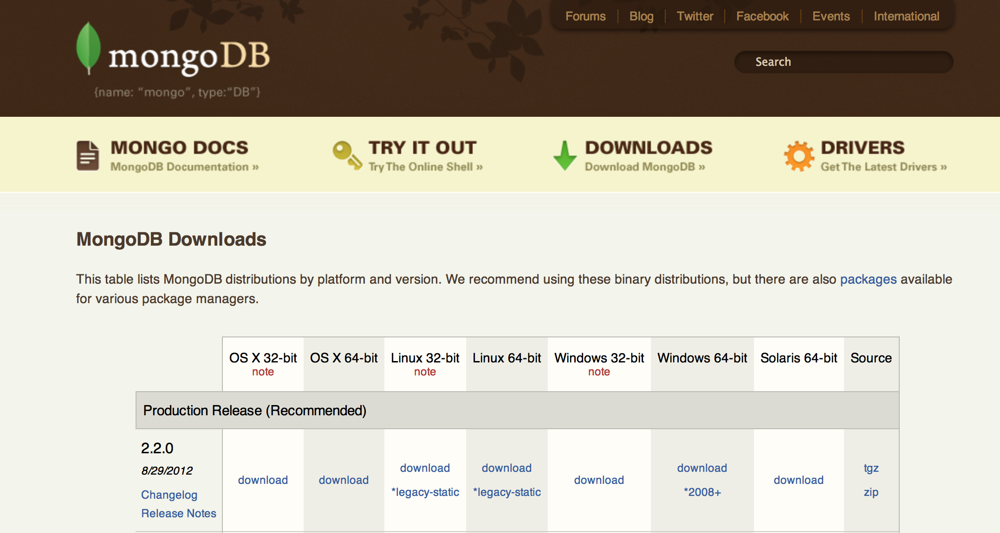 Forums Blog Twitter Facebook Events International
mongoDB
Search
{name: “mongo”, type:“DB”}
MONGO DOCS
MongoDB Documentation »
TRY IT OUT
Try The Online Shell »
DOWNLOADS
Download MongoDB »
DRIVERS
Get The Latest Drivers »
MongoDB Downloads
This table lists MongoDB distributions by platform and version. We recommend using these binary distributions, but there are also packages available
for various package managers.
OS X 32-bit OS X 64-bit Linux 32-bit Linux 64-bit Windows 32-bit Windows 64-bit Solaris 64-bit Source
note note note
Production Release (Recommended)
2.2.0
8/29/2012
Changelog
Release Notes
download
download
download
*legacy-static
download
*legacy-static
download
download
*2008+
download
tgz
zip